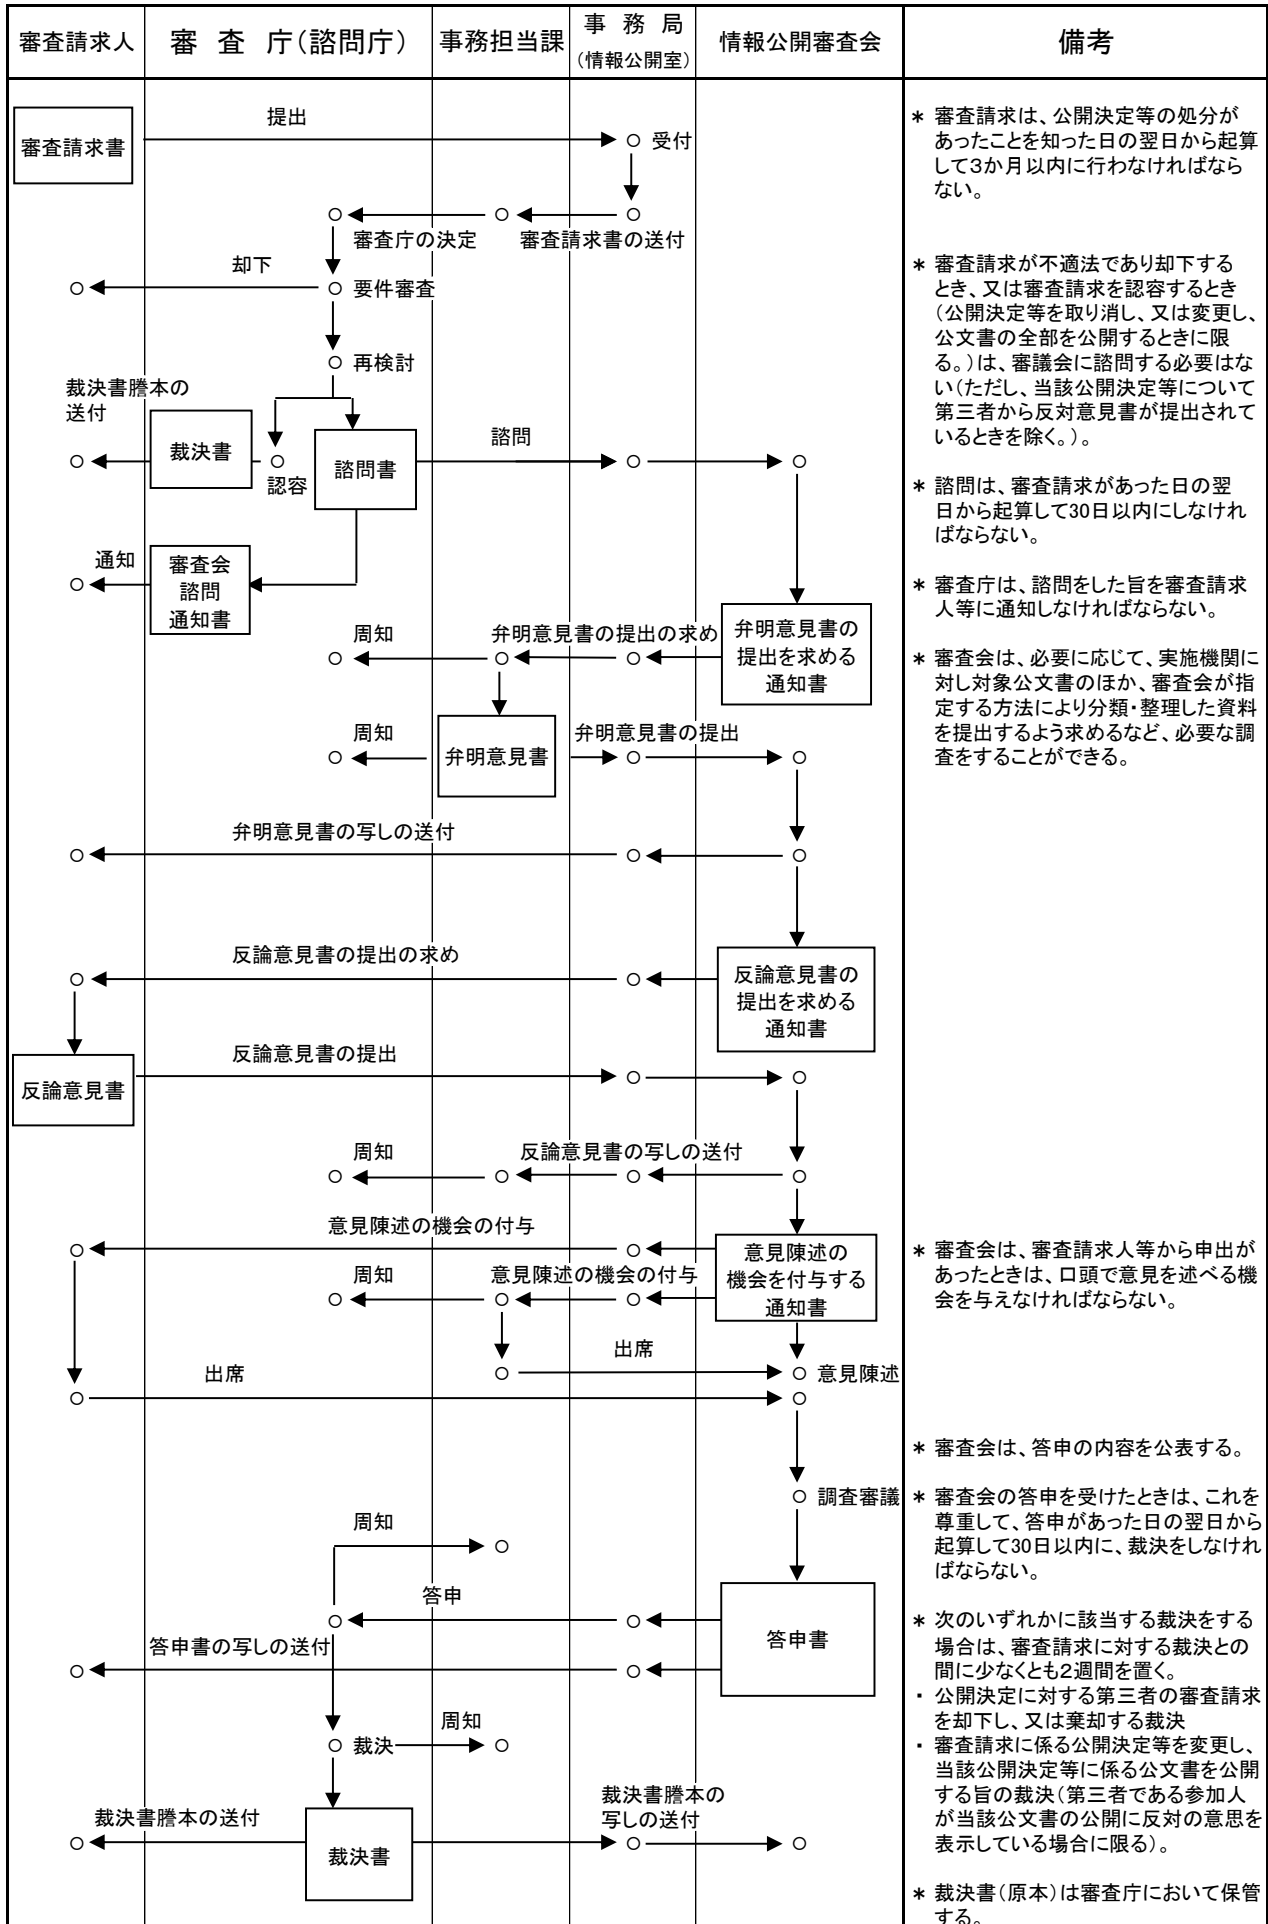 審査請求人
審 査 庁（諮問庁）
事務担当課
事 務 局
（情報公開室）
情報公開審査会
備考
提出
審査請求書
受付
審査庁の決定
審査請求書の送付
却下
要件審査
再検討
裁決書謄本の
送付
裁決書
認容
諮問書
諮問
通知
審査会
諮問
通知書
周知
弁明意見書の提出の求め
弁明意見書の
提出を求める
通知書
周知
弁明意見書
弁明意見書の提出
弁明意見書の写しの送付
反論意見書の提出の求め
反論意見書の
提出を求める
通知書
反論意見書の提出
反論意見書
周知
反論意見書の写しの送付
意見陳述の機会の付与
意見陳述の
機会を付与する
通知書
周知
意見陳述の機会の付与
出席
意見陳述
出席
調査審議
周知
答申
答申書
答申書の写しの送付
裁決
周知
裁決書謄本の送付
裁決書
裁決書謄本の
写しの送付
＊ 審査請求は、公開決定等の処分が
あったことを知った日の翌日から起算
して３か月以内に行わなければなら
ない。
＊ 審査請求が不適法であり却下する
とき、又は審査請求を認容するとき
（公開決定等を取り消し、又は変更し、
公文書の全部を公開するときに限
る。）は、審議会に諮問する必要はな
い（ただし、当該公開決定等について
第三者から反対意見書が提出されて
いるときを除く。）。
＊ 諮問は、審査請求があった日の翌
日から起算して30日以内にしなけれ
ばならない。
＊ 審査庁は、諮問をした旨を審査請求
人等に通知しなければならない。
＊ 審査会は、必要に応じて、実施機関に
対し対象公文書のほか、審査会が指
定する方法により分類・整理した資料
を提出するよう求めるなど、必要な調
査をすることができる。
＊ 審査会は、審査請求人等から申出が
あったときは、口頭で意見を述べる機
会を与えなければならない。
＊ 審査会は、答申の内容を公表する。
＊ 審査会の答申を受けたときは、これを
尊重して、答申があった日の翌日から
起算して30日以内に、裁決をしなけれ
ばならない。
＊ 次のいずれかに該当する裁決をする
場合は、審査請求に対する裁決との
間に少なくとも２週間を置く。
・ 公開決定に対する第三者の審査請求
を却下し、又は棄却する裁決
・ 審査請求に係る公開決定等を変更し、
当該公開決定等に係る公文書を公開
する旨の裁決（第三者である参加人
が当該公文書の公開に反対の意思を
表示している場合に限る）。
＊ 裁決書（原本）は審査庁において保管
する。